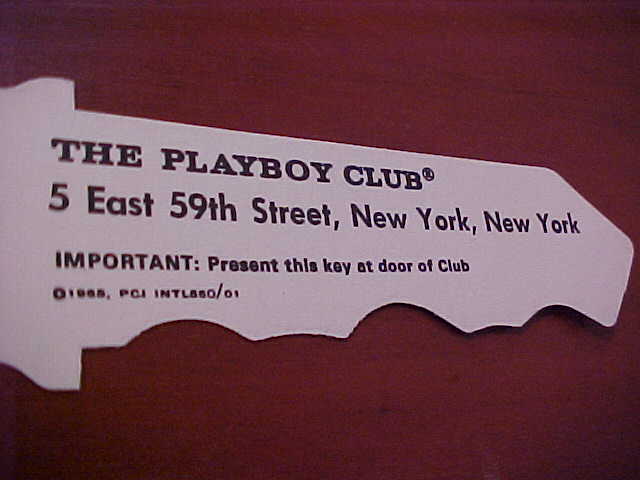 THE PLAYBOY CLUB®
5 East 59th Street, New York, New York
IMPORTANT: Present this key at door of Club
©1965, PCI INTL550/01